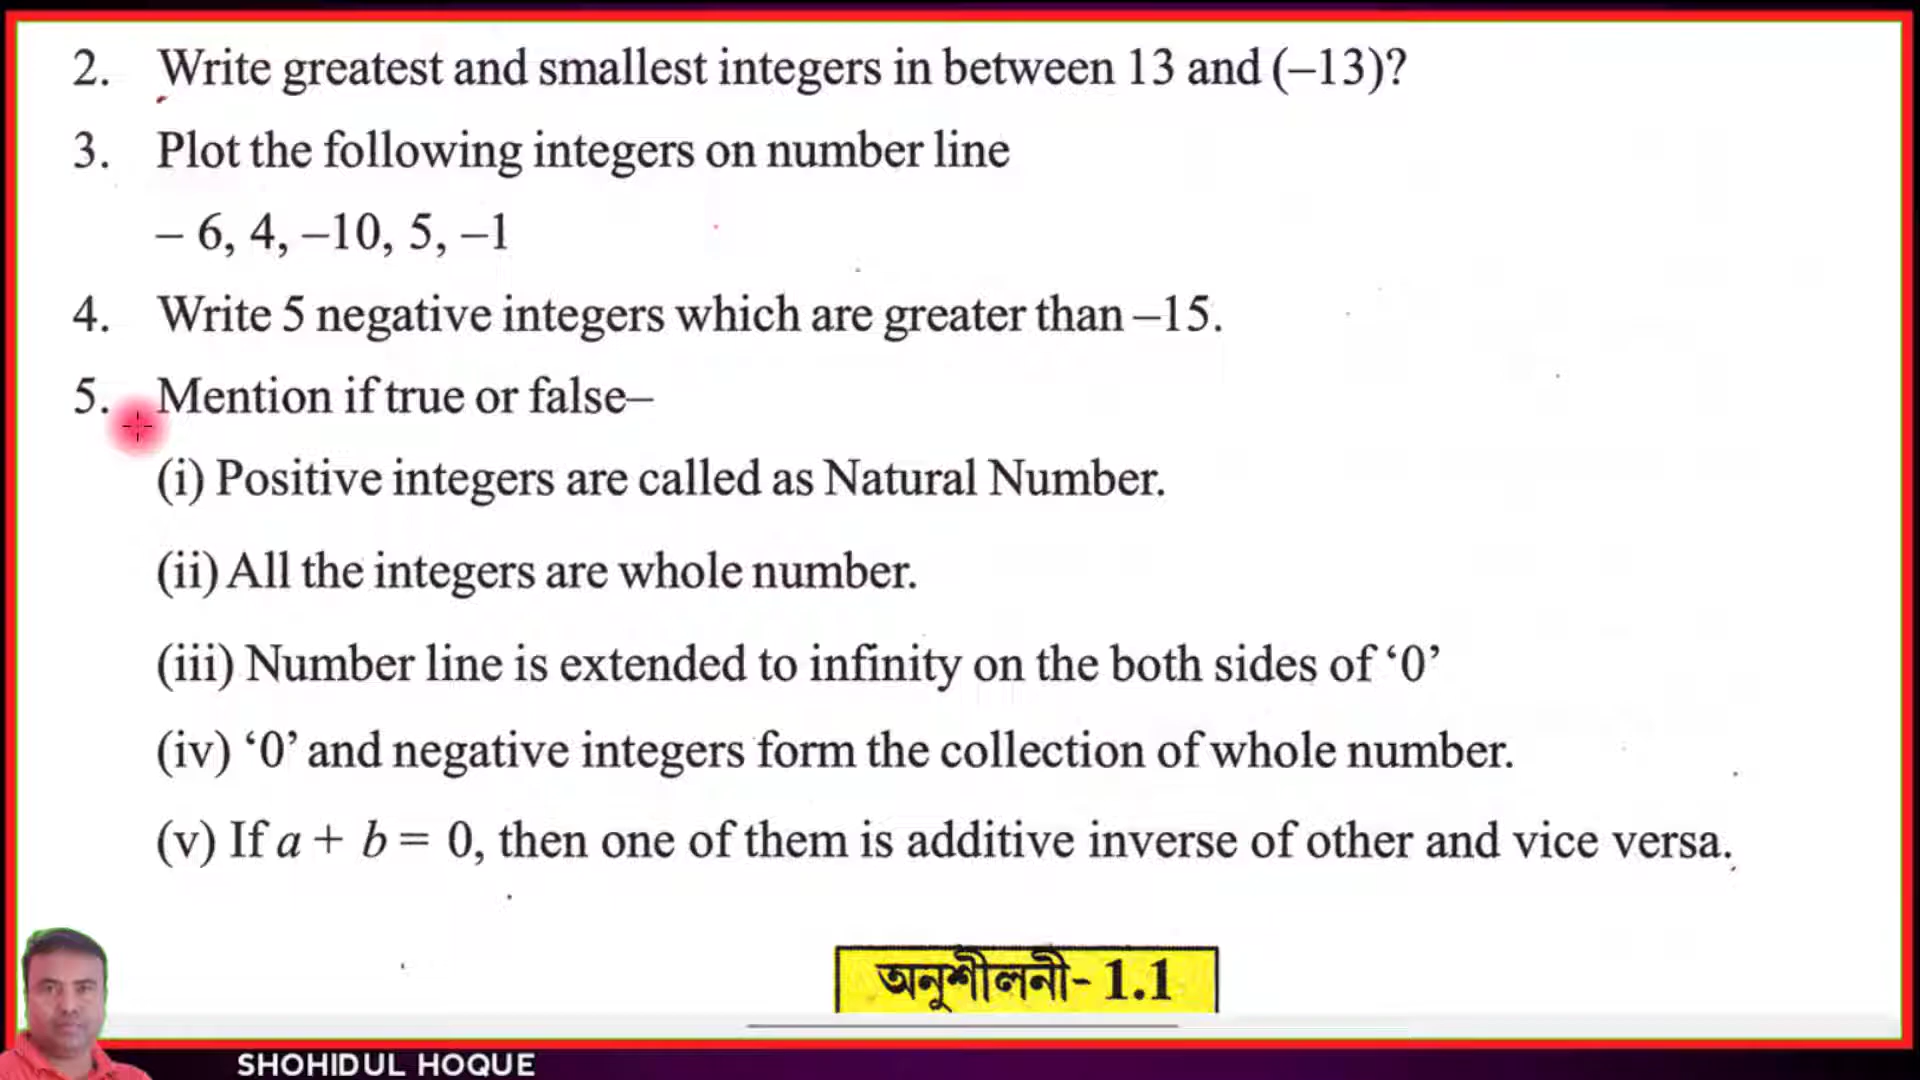 2. Write greatest and smallest integers in between 13 and (–13)?
3. Plot the following integers on number line
– 6, 4, –10, 5, –1
4. Write 5 negative integers which are greater than –15.
5. Mention if true or false–
(i) Positive integers are called as Natural Number.
(ii) All the integers are whole number.
(iii) Number line is extended to infinity on the both sides of ‘0’
(iv) ‘0’ and negative integers form the collection of whole number.
(v) If a + b = 0, then one of them is additive inverse of other and vice versa.
অনুশীলনী- 1.1
SHOHIDUL HOQUE